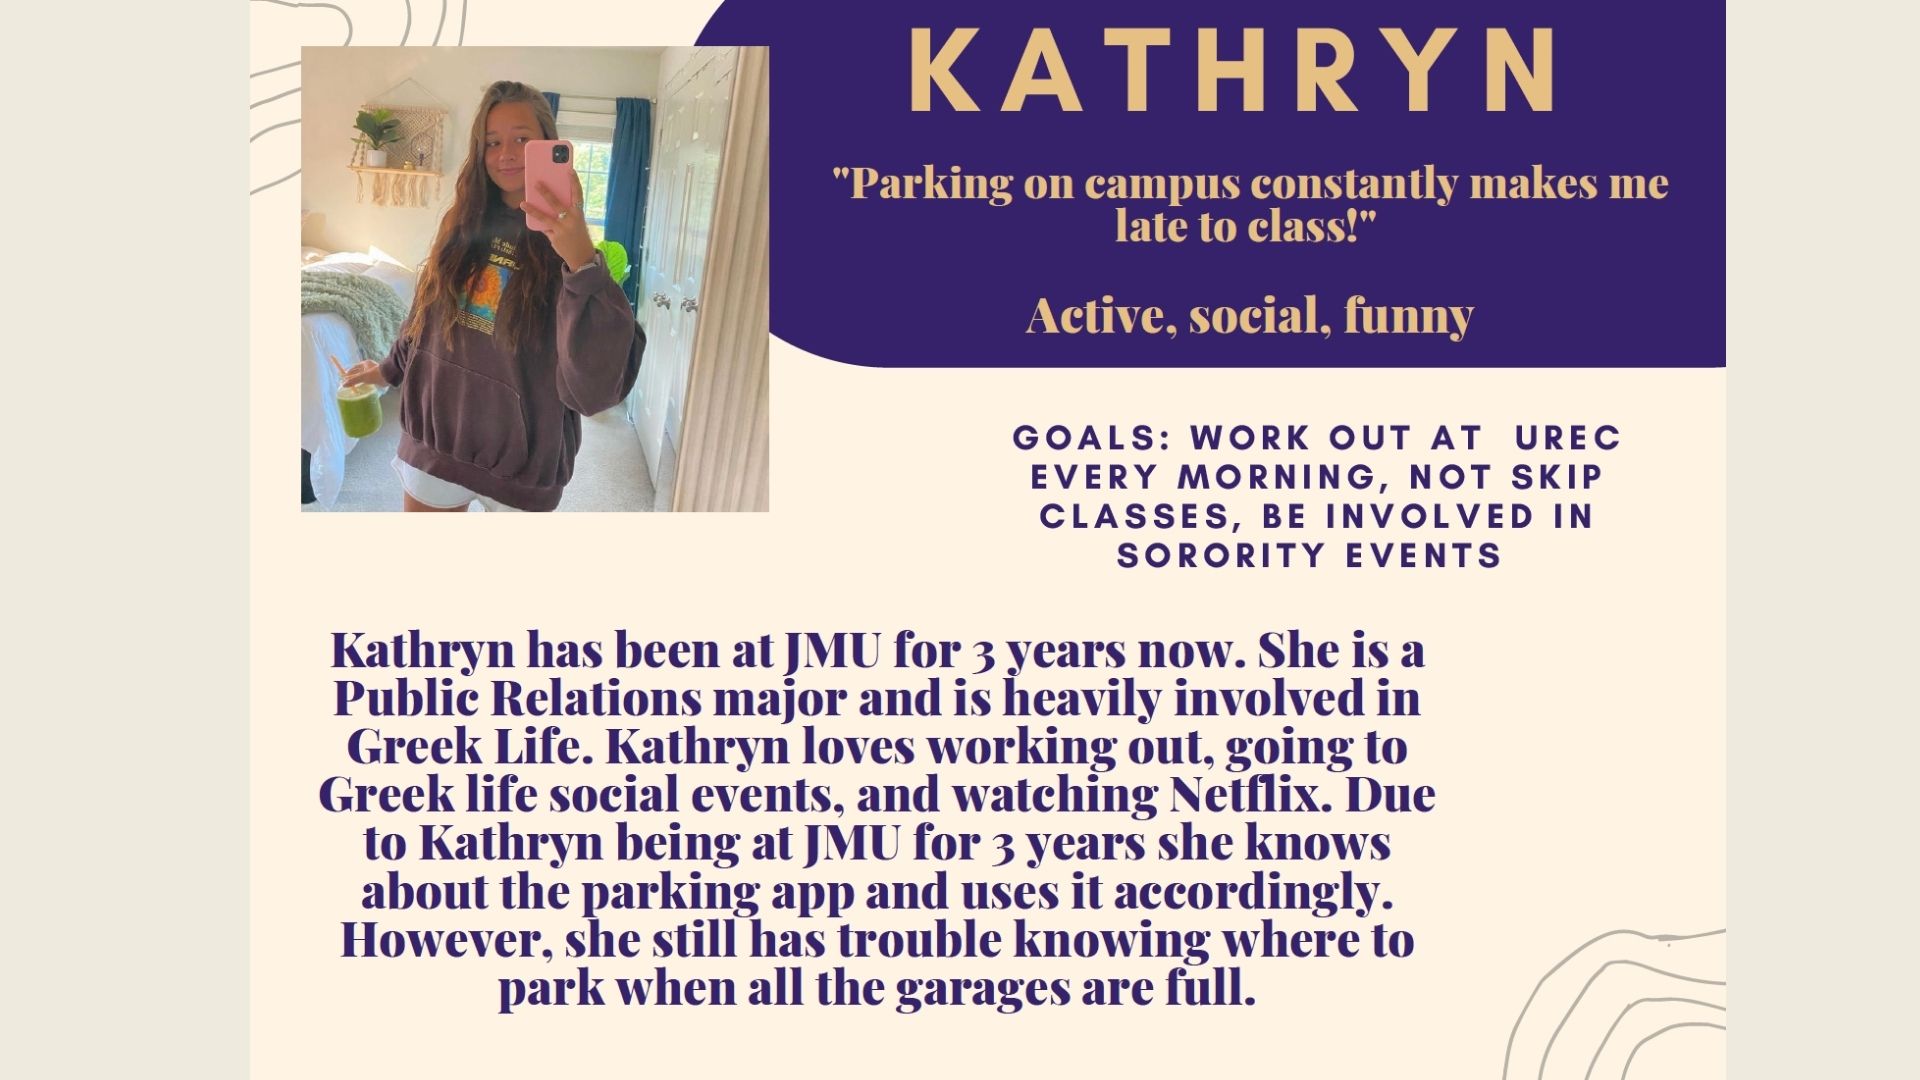 KATHRYN
"Parking on campus constantly makes me
late to class!"
Active, social, funny
GOALS: WORK OUT AT UREC
EVERY MORNING, NOT SKIP
CLASSES, BE INVOLVED IN
SORORITY EVENTS
Kathryn has been at JMU for 3 years now. She is a
Public Relations major and is heavily involved in
Greek Life. Kathryn loves working out, going to
Greek life social events, and watching Netflix. Due
to Kathryn being at JMU for 3 years she knows
about the parking app and uses it accordingly.
However, she still has trouble knowing where to
park when all the garages are full.